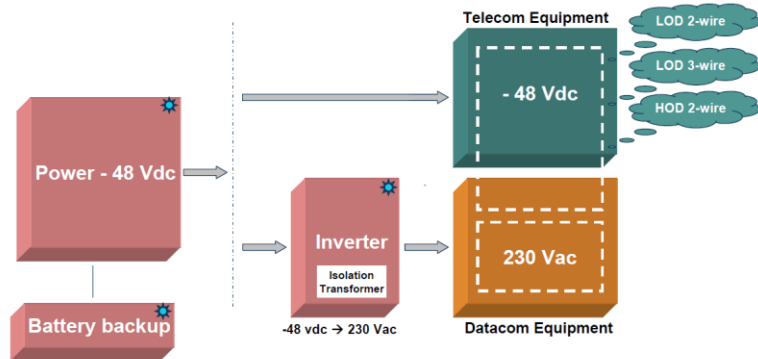 Telecom Equipment
LOD 2-wire
LOD 3-wire
HOD 2-wire
- 48 Vdc
Power - 48 Vdc
Inverter
Isolation
Transformer
230 Vac
Battery backup
-48 vdc → 230 Vac
Datacom Equipment